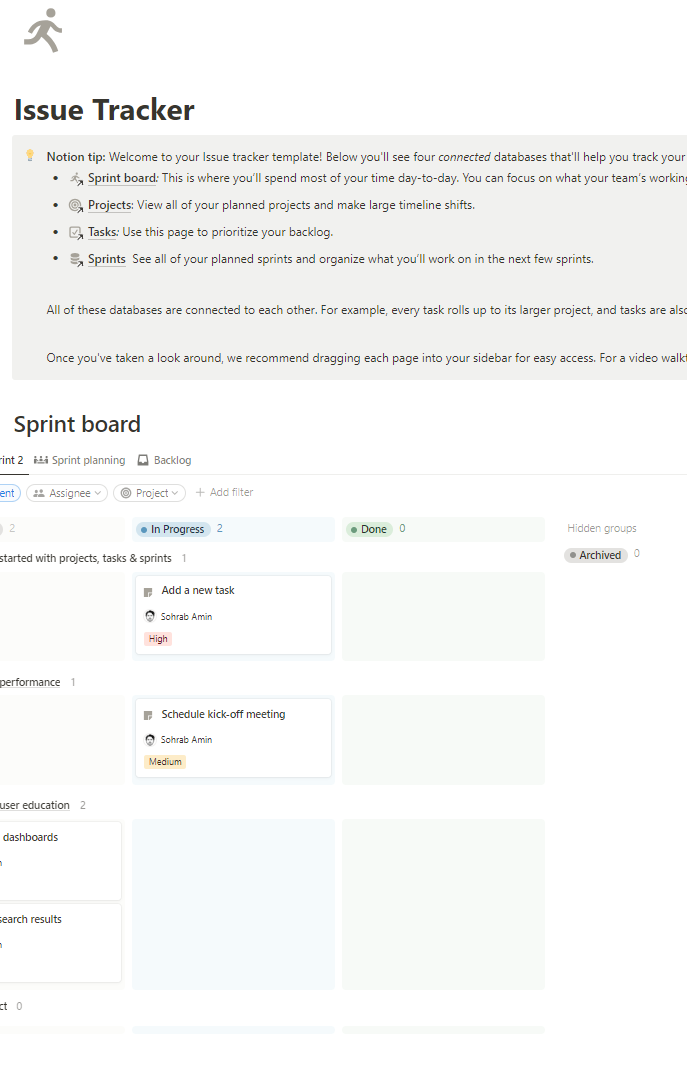 Issue Tracker
Notion tip: Welcome to your Issue tracker template! Below you'll see four connected databases that'll help you track your
Sprint board: This is where you'll spend most of your time day-to-day. You can focus on what your team's working
Projects: View all of your planned projects and make large timeline shifts.
Tasks: Use this page to prioritize your backlog.
Sprints See all of your planned sprints and organize what you'll work on in the next few sprints.
All of these databases are connected to each other. For example, every task rolls up to its larger project, and tasks are also
Once you've taken a look around, we recommend dragging each page into your sidebar for easy access. For a video
Sprint board
2 Sprint planning Backlog
Assignee Project + Add filter
2 In Progress 2 Done 0 Hidden groups
Archived 0
started with projects, tasks & sprints 1
Add a new task
Sohrab Amin
High
performance 1
Schedule kick-off meeting
Sohrab Amin
Medium
user education 2
dashboards
search results
0